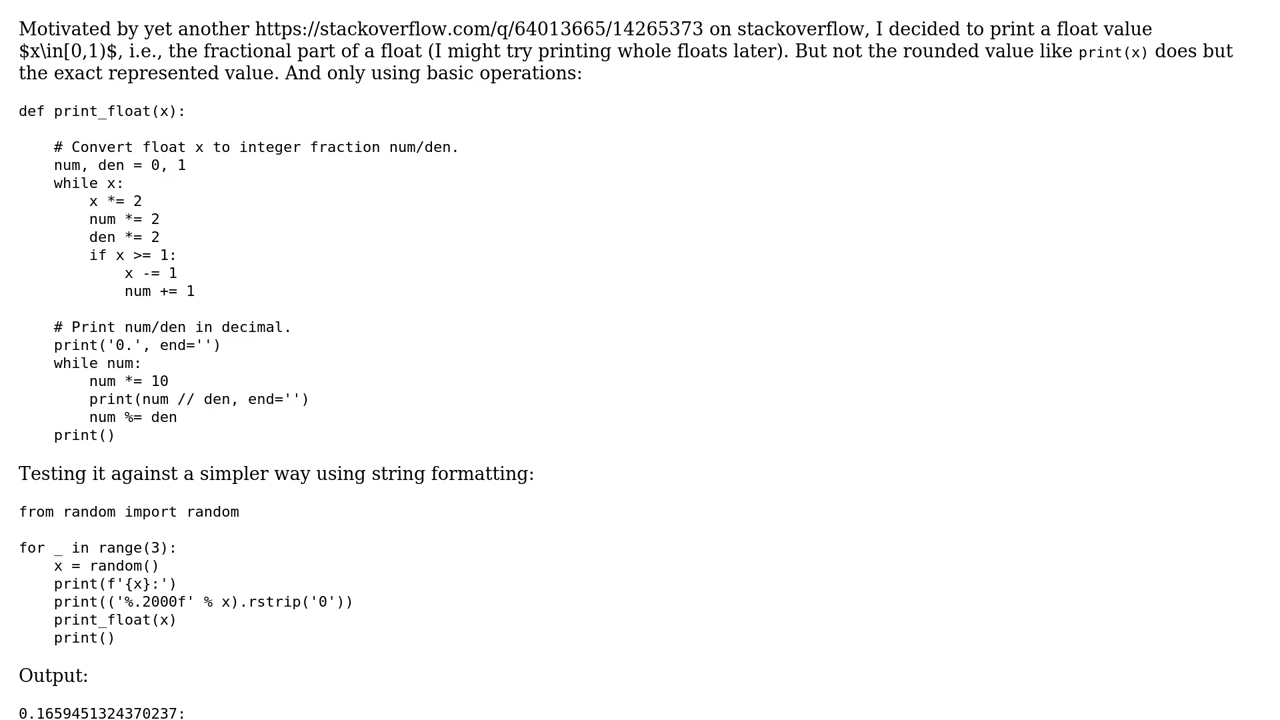 Motivated by yet another https://stackoverflow.com/q/64013665/14265373 on stackoverflow, I decided to print a float value
$x\in[0,1)$, i.e., the fractional part of a float (I might try printing whole floats later). But not the rounded value like print(x) does but
the exact represented value. And only using basic operations:
def print_float(x):
    # Convert float x to integer fraction num/den.
    num, den = 0, 1
    while x:
        x *= 2
        num *= 2
        den *= 2
        if x >= 1:
            x -= 1
            num += 1
    # Print num/den in decimal.
    print('0.', end='')
    while num:
        num *= 10
        print(num // den, end='')
        num %= den
    print()
Testing it against a simpler way using string formatting:
from random import random
for _ in range(3):
    x = random()
    print(f'{x}:')
    print(('%.2000f' % x).rstrip('0'))
    print_float(x)
    print()
Output:
0.1659451324370237: